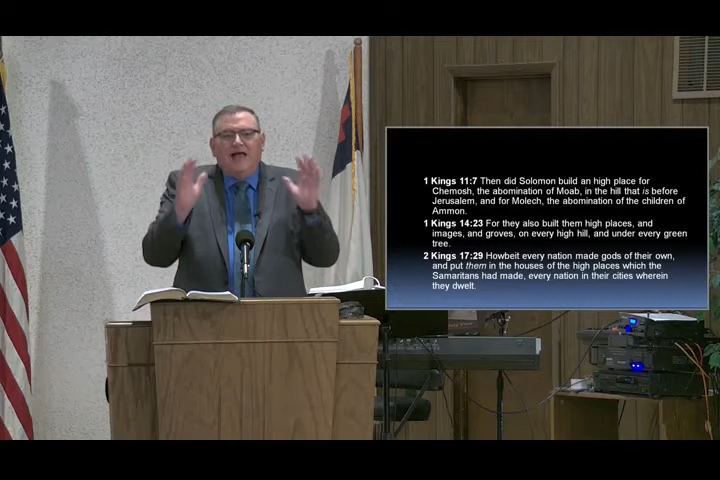 1 Kings 11:7 Then did Solomon build an high place for
Chemosh, the abomination of Moab, in the hill that is before
Jerusalem, and for Molech, the abomination of the children of
Ammon.
1 Kings 14:23 For they also built them high places, and
images, and groves, on every high hill, and under every green
tree.
2 Kings 17:29 Howbeit every nation made gods of their own,
and put them in the houses of the high places which the
Samaritans had made, every nation in their cities wherein
they dwelt.